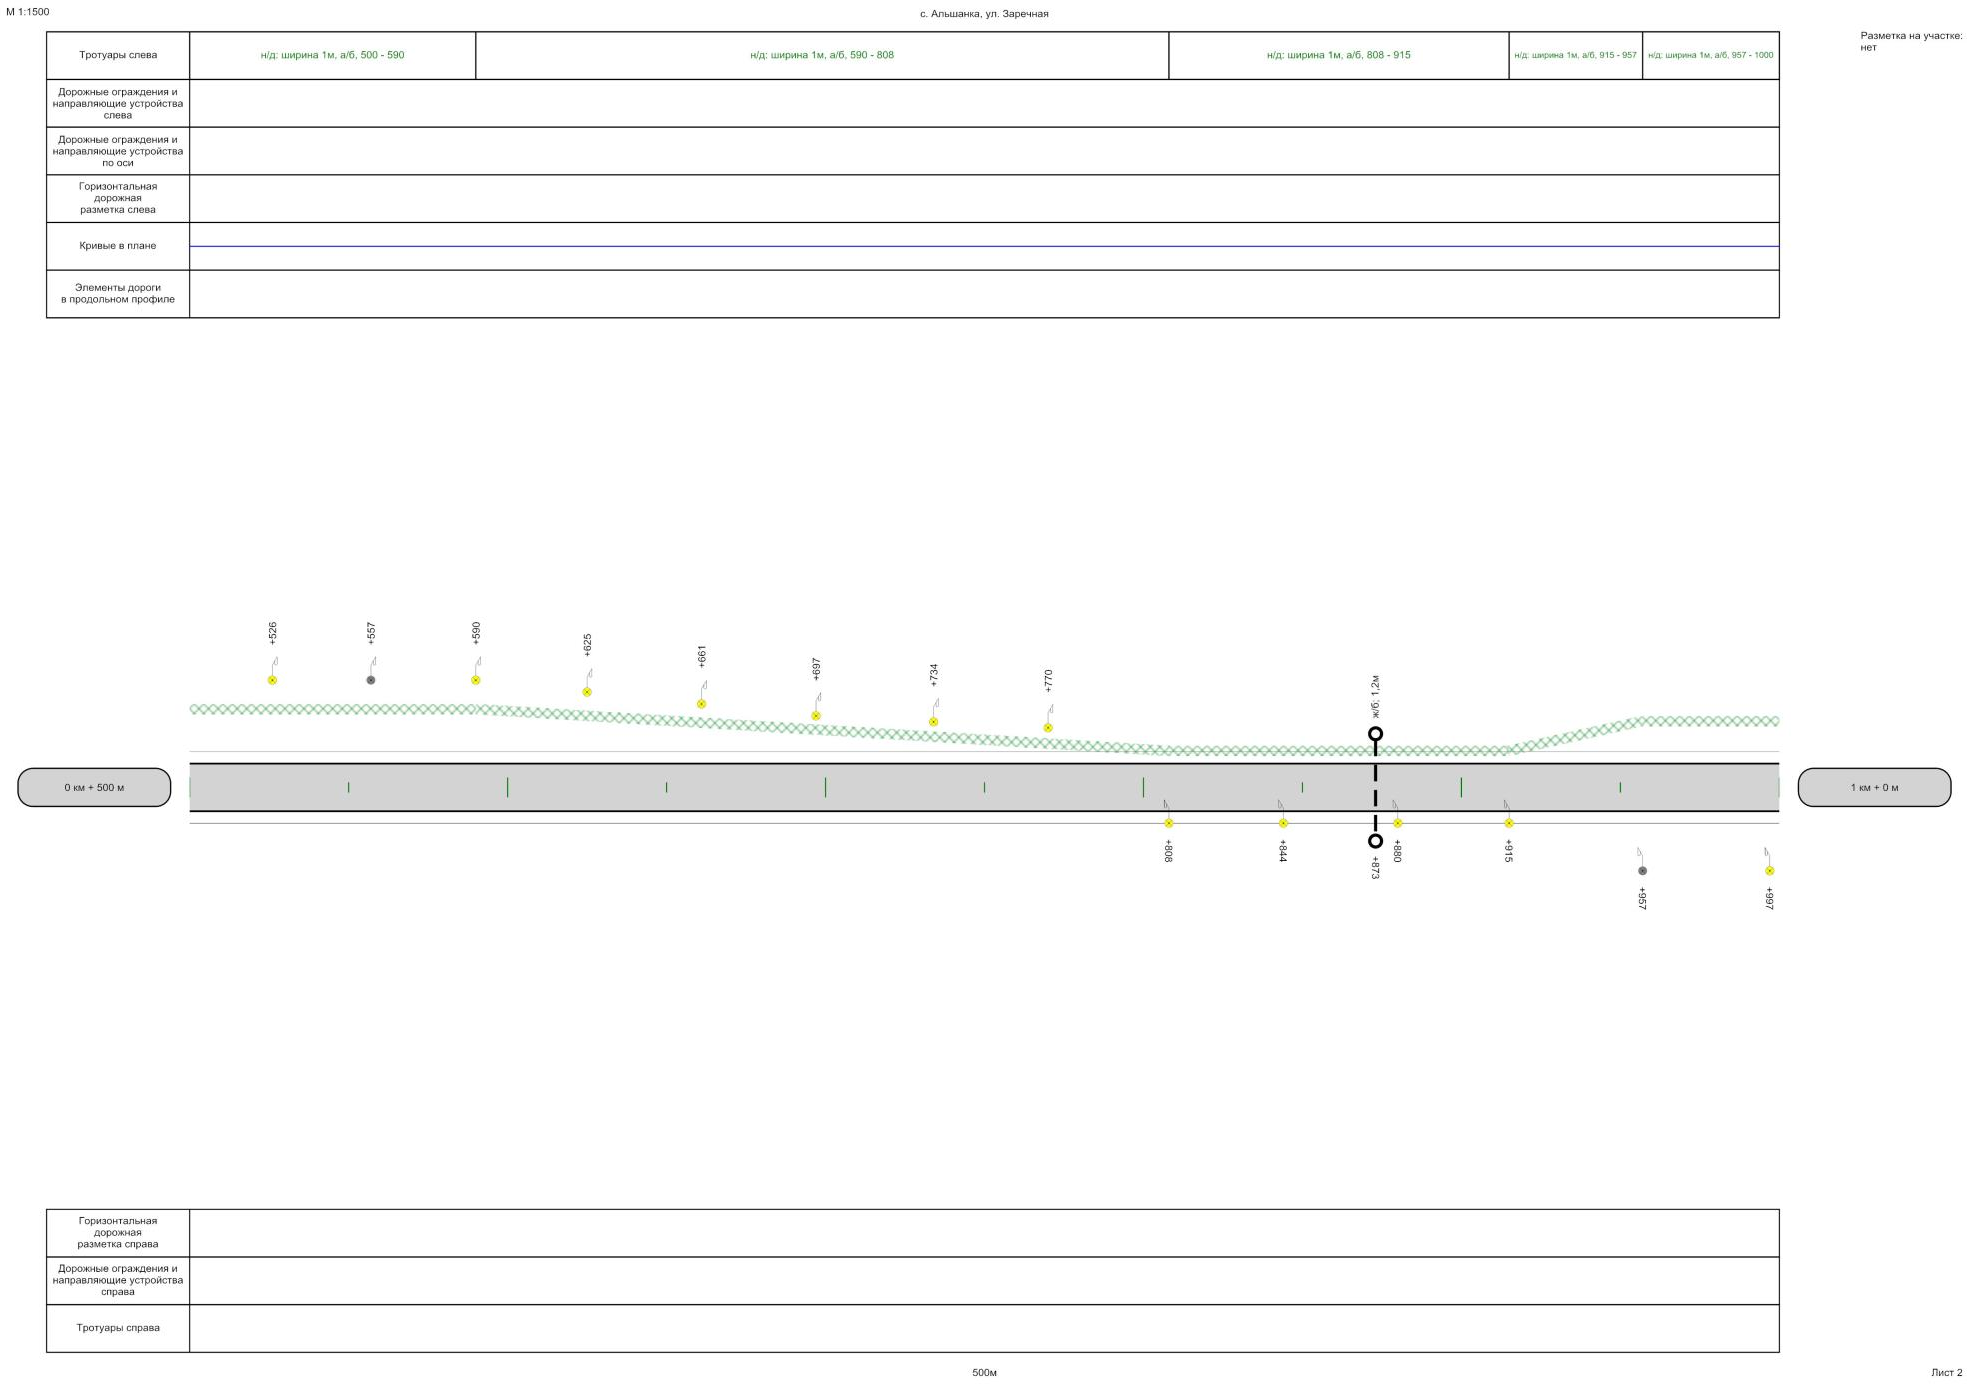 М 1:1500
с. Альшанка, ул. Заречная
Разметка на участке:
нет
Тротуары слева
н/д; ширина 1м, а/б, 500 - 590
н/д; ширина 1м, а/б, 590 - 808
н/д; ширина 1м, а/б, 808 - 915
н/д; ширина 1м, а/б, 915 - 957
н/д; ширина 1м, а/б, 957 - 1000
Дорожные ограждения и
направляющие устройства
слева
Дорожные ограждения и
направляющие устройства
по оси
Горизонтальная
дорожная
разметка слева
Кривые в плане
Элементы дороги
в продольном профиле
+526
+557
+590
+625
+661
+697
+734
+770
ж/б; 1,2м
0 км + 500 м
1 км + 0 м
+808
+844
+873
+880
+915
+957
+997
Горизонтальная
дорожная
разметка справа
Дорожные ограждения и
направляющие устройства
справа
Тротуары справа
500м
Лист 2